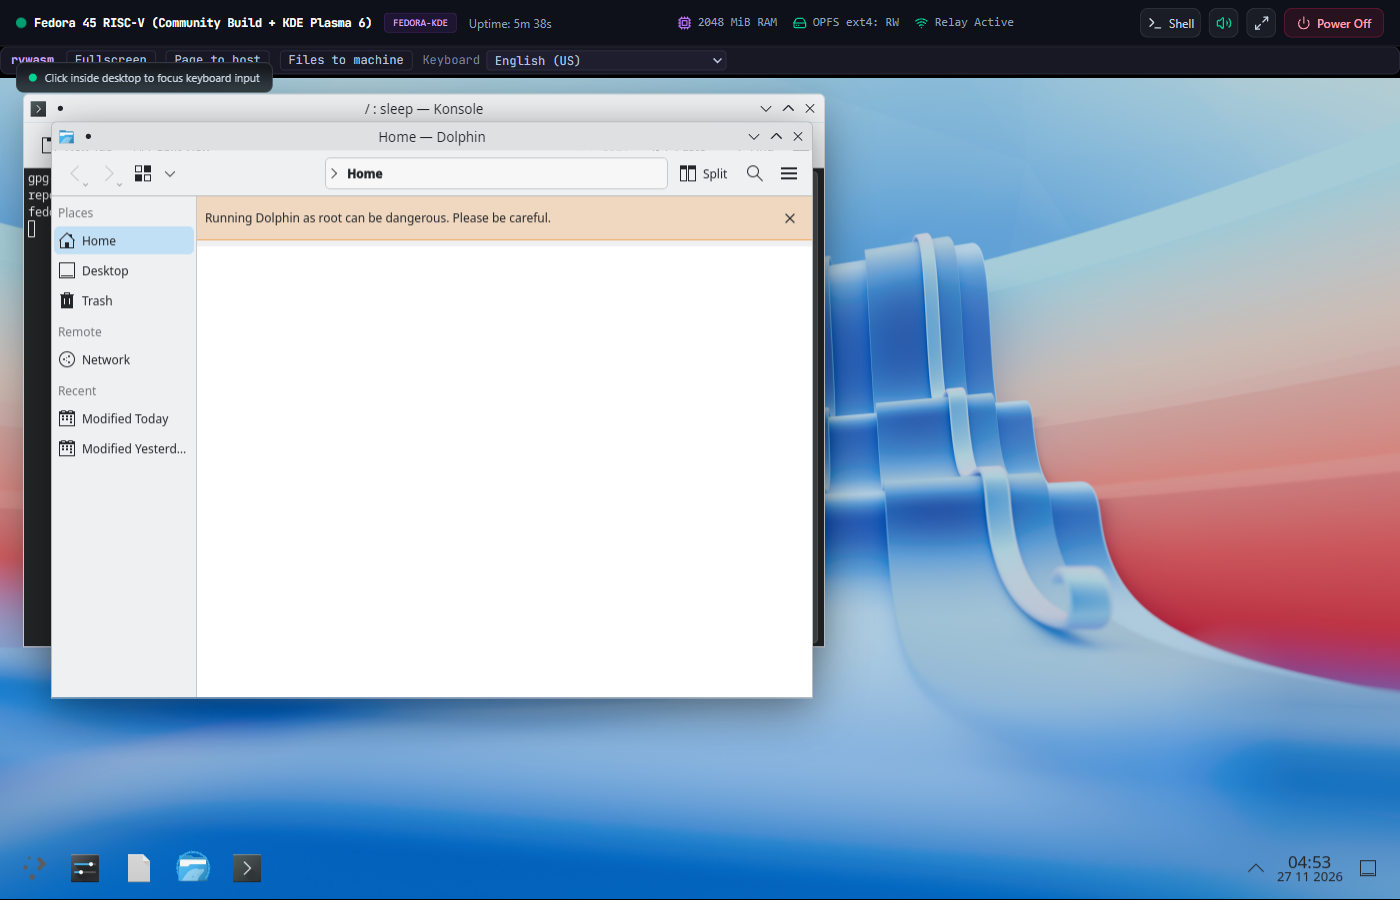 Fedora 45 RISC-V (Community Build + KDE Plasma 6)
FEDORA-KDE
Uptime: 5m 38s
2048 MiB RAM
OPFS ext4: RW
Relay Active
Shell
Power Off
rvwasm
Fullscreen
Page to host
Files to machine
Keyboard
English (US)
Click inside desktop to focus keyboard input
/ : sleep — Konsole
Home — Dolphin
Home
Split
gpg
repo
fedo
Places
Running Dolphin as root can be dangerous. Please be careful.
Home
Desktop
Trash
Remote
Network
Recent
Modified Today
Modified Yesterd...
04:53
27 11 2026